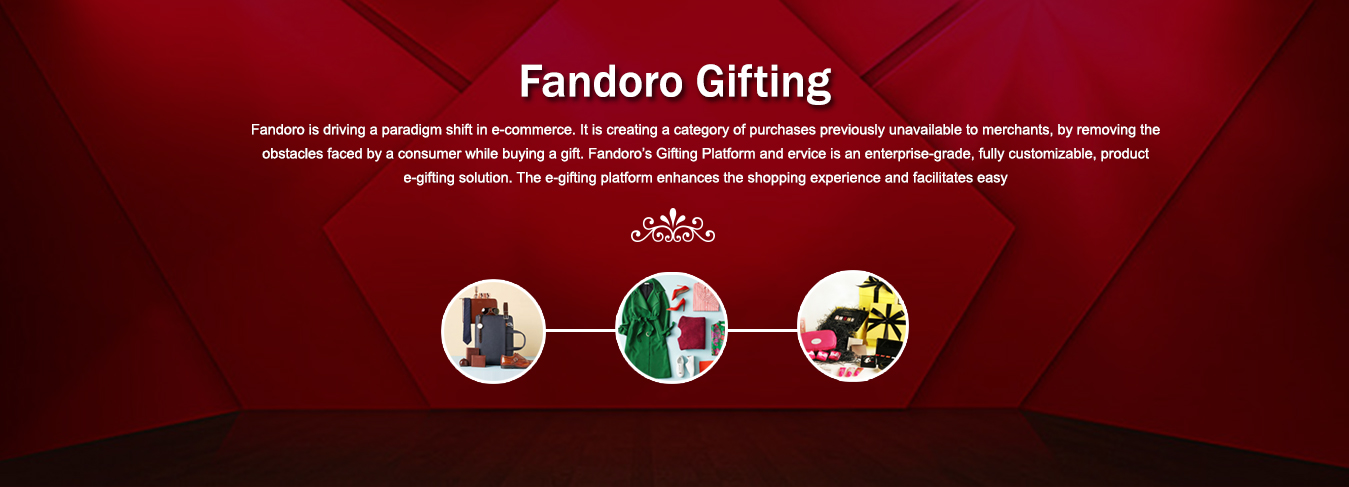 Fandoro Gifting
Fandoro is driving a paradigm shift in e-commerce. It is creating a category of purchases previously unavailable to merchants, by removing the
obstacles faced by a consumer while buying a gift. Fandoro's Gifting Platform and ervice is an enterprise-grade, fully customizable, product
e-gifting solution. The e-gifting platform enhances the shopping experience and facilitates easy